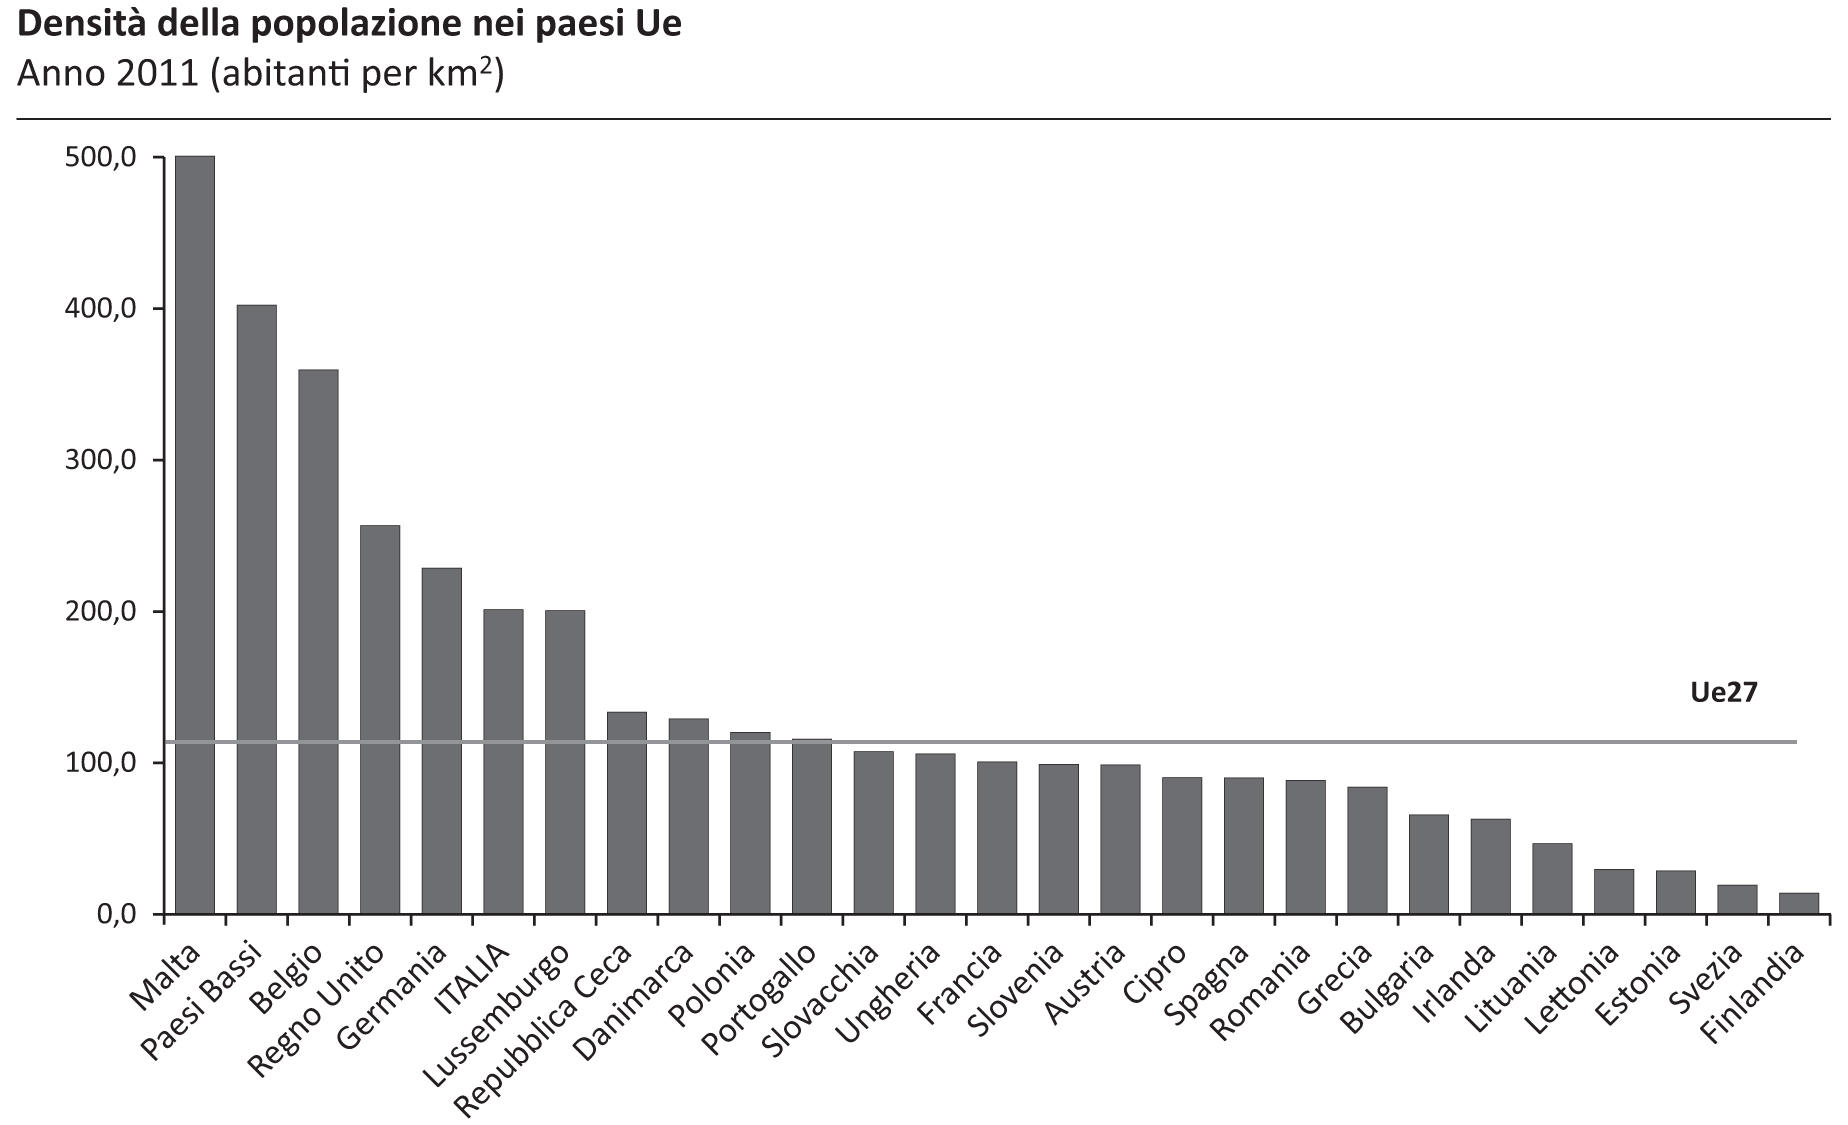 Densità della popolazione nei paesi Ue
Anno 2011 (abitanti per km²)
500,0
400,0
300,0
200,0
100,0
0,0
Ue27
Malta
Paesi Bassi
Belgio
Regno Unito
Germania
ITALIA
Lussemburgo
Repubblica Ceca
Danimarca
Polonia
Portogallo
Slovacchia
Ungheria
Francia
Slovenia
Austria
Cipro
Spagna
Romania
Grecia
Bulgaria
Irlanda
Lituania
Lettonia
Estonia
Svezia
Finlandia